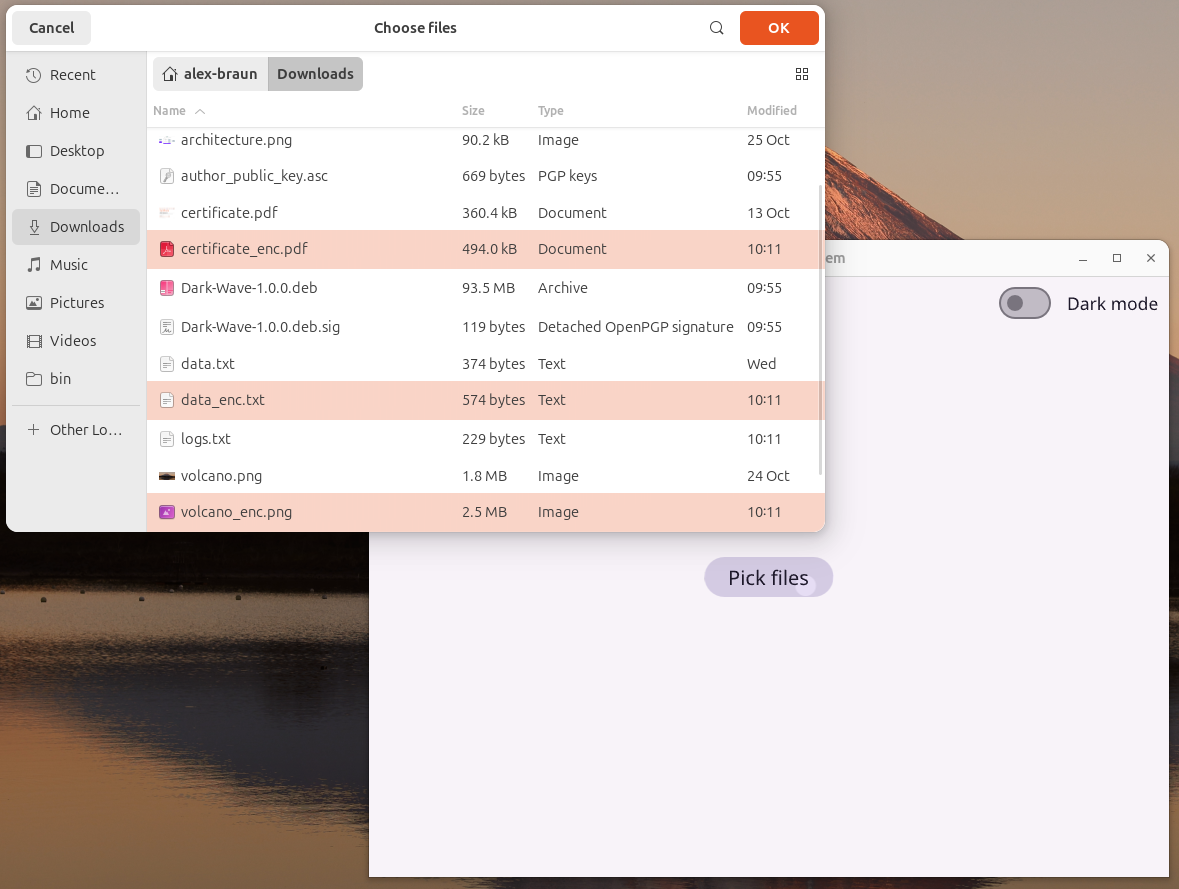 Cancel
Choose files
OK
Recent
Home
Desktop
Docume...
Downloads
Music
Pictures
Videos
bin
Other Lo...
alex-braun
Downloads
Name Size Type Modified
architecture.png 90.2 kB Image 25 Oct
author_public_key.asc 669 bytes PGP keys 09:55
certificate.pdf 360.4 kB Document 13 Oct
certificate_enc.pdf 494.0 kB Document 10:11
Dark-Wave-1.0.0.deb 93.5 MB Archive 09:55
Dark-Wave-1.0.0.deb.sig 119 bytes Detached OpenPGP signature 09:55
data.txt 374 bytes Text Wed
data_enc.txt 574 bytes Text 10:11
logs.txt 229 bytes Text 10:11
volcano.png 1.8 MB Image 24 Oct
volcano_enc.png 2.5 MB Image 10:11
em
Dark mode
Pick files